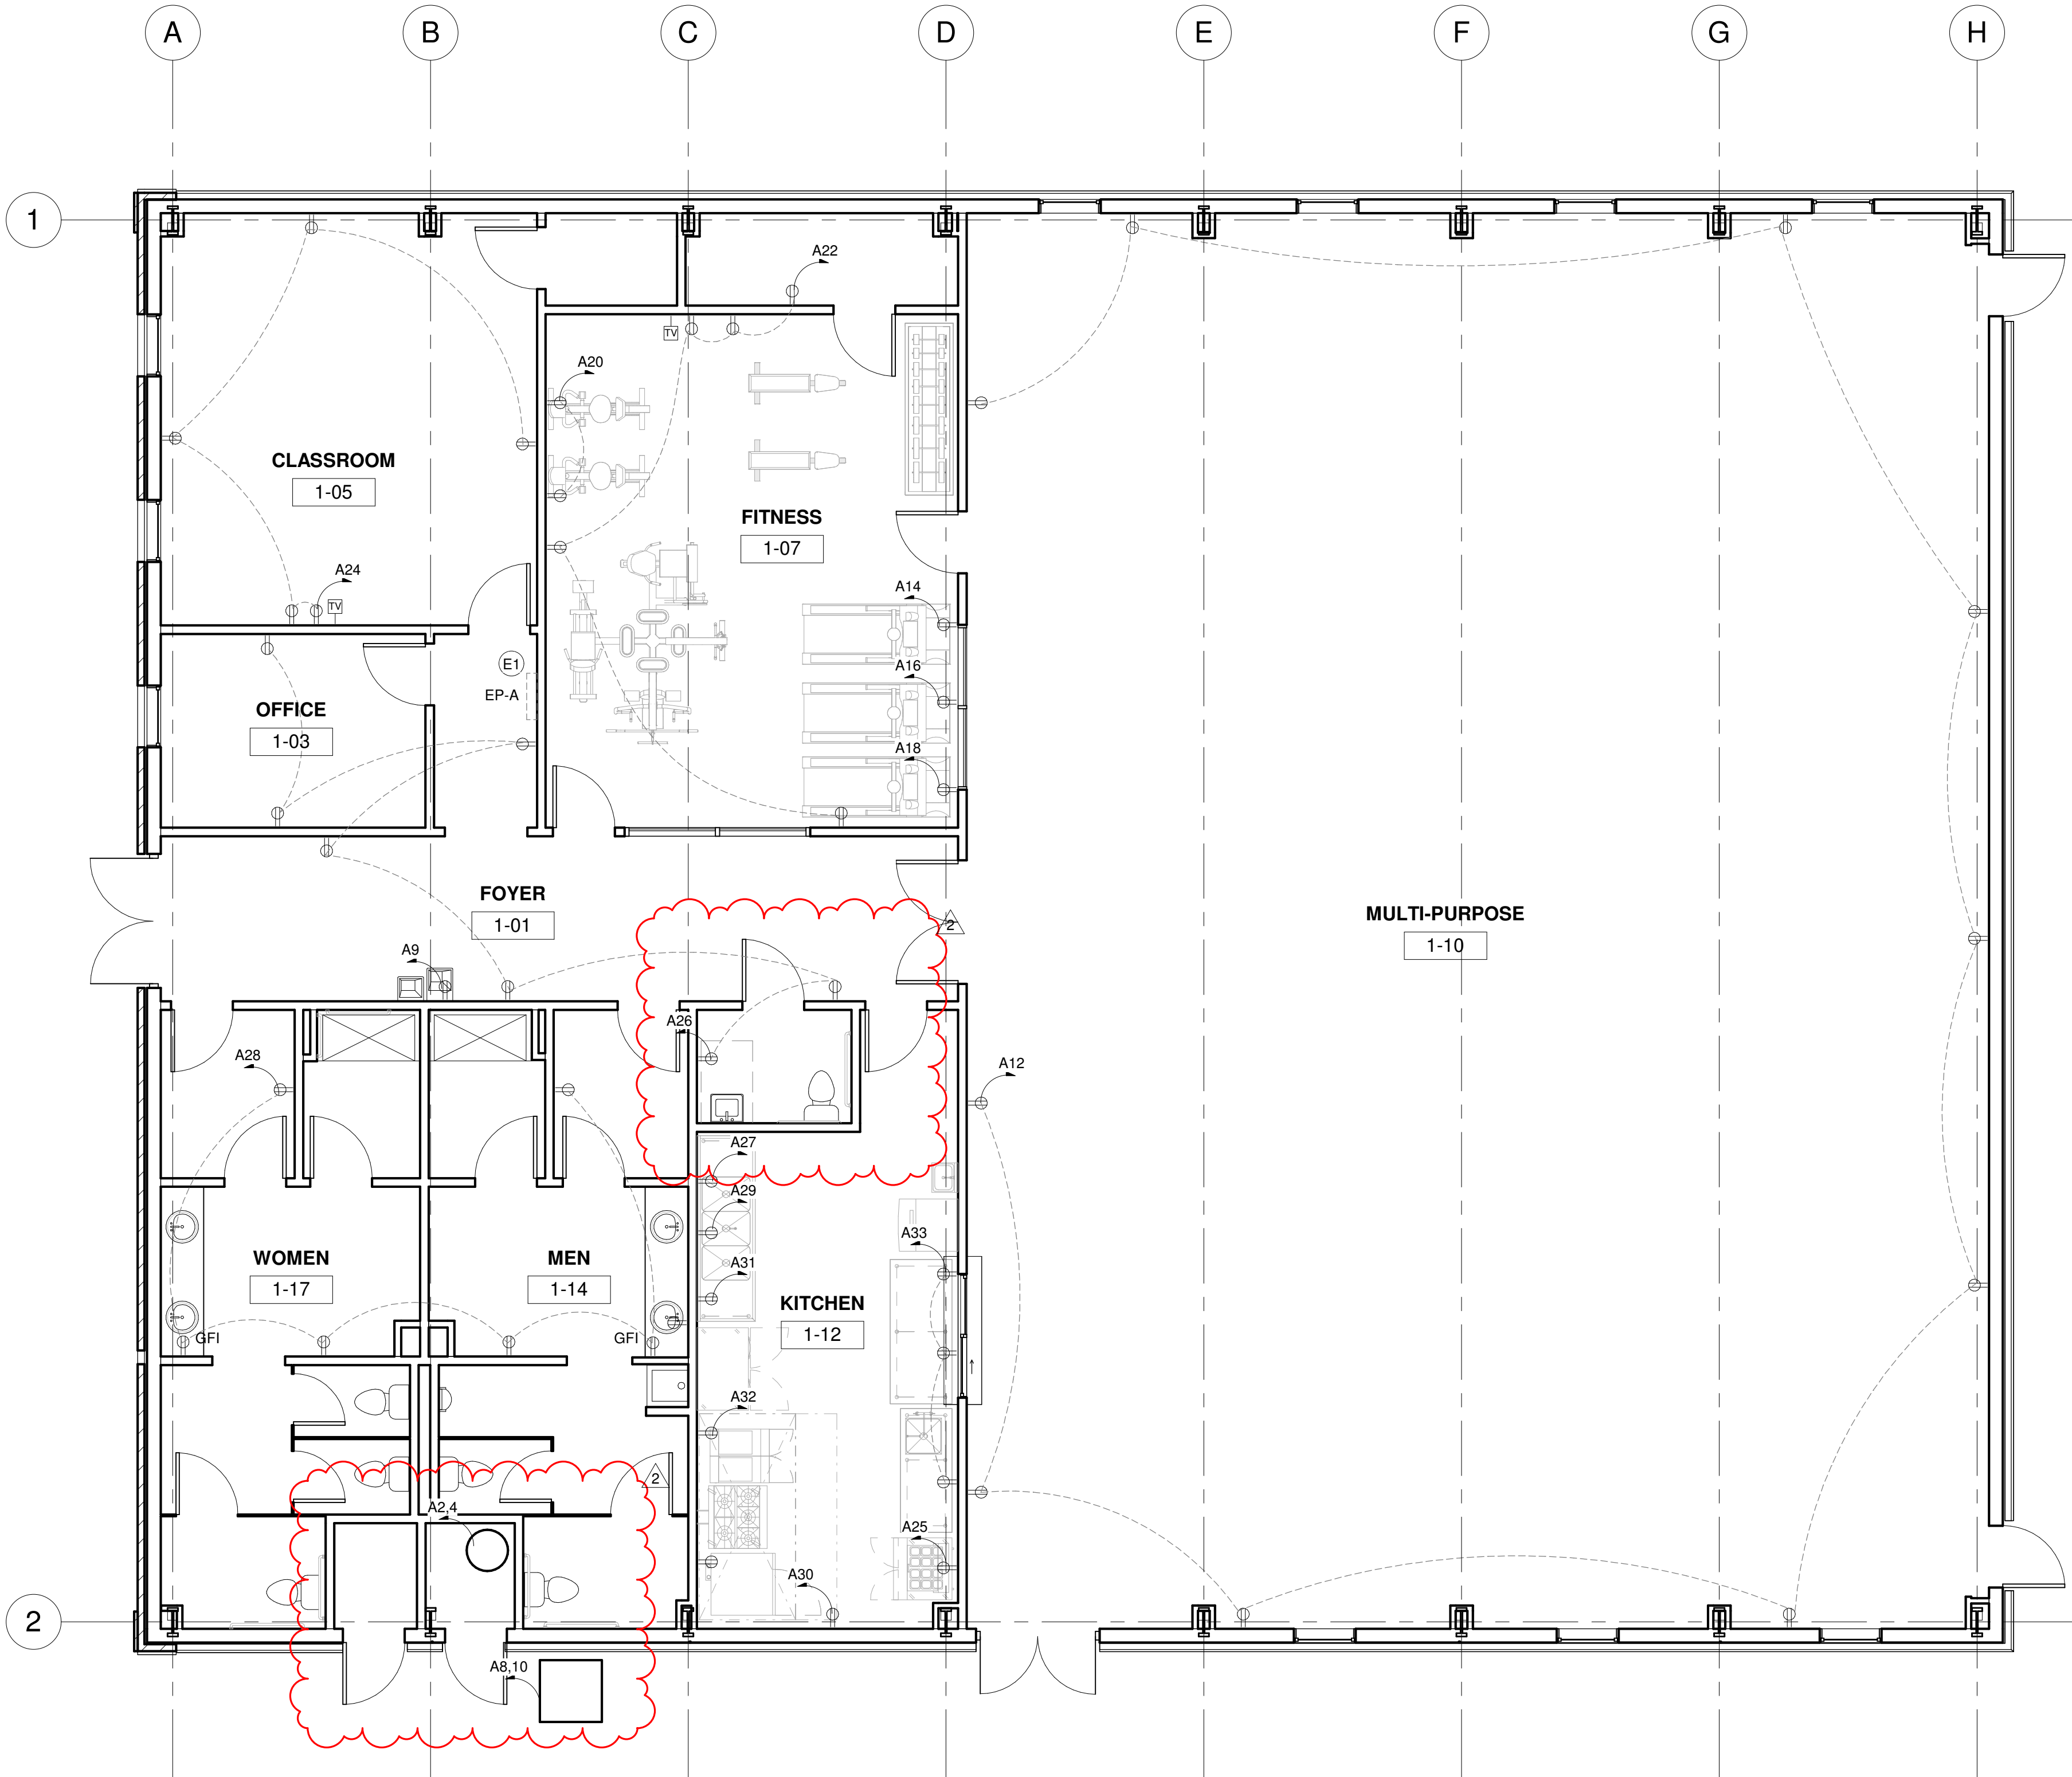 A
B
C
D
E
F
G
H
1
A22
TV
A20
CLASSROOM
1-05
FITNESS
1-07
A24
TV
A14
E1
A16
EP-A
OFFICE
1-03
A18
FOYER
1-01
MULTI-PURPOSE
1-10
2
A9
A26
A28
A12
A27
A29
A33
WOMEN
1-17
MEN
1-14
A31
KITCHEN
1-12
GFI
GFI
A32
2
A2,4
A25
A30
2
A8,10